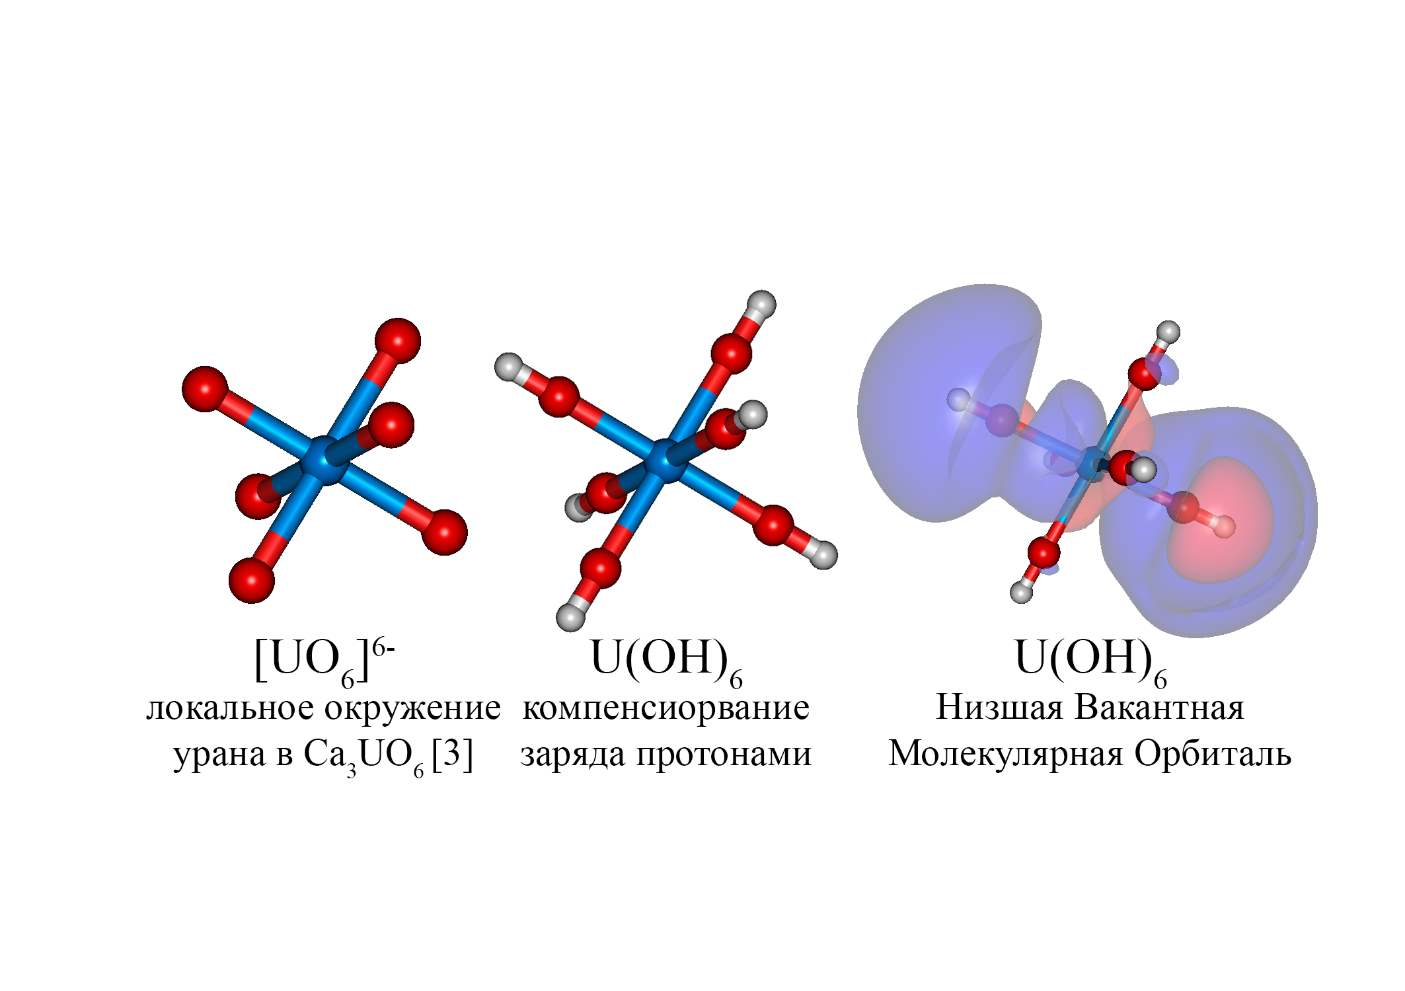 [UO₆]⁶⁻
локальное окружение
урана в Ca₃UO₆ [3]
U(OH)₆
компенсиорвание
заряда протонами
U(OH)₆
Низшая Вакантная
Молекулярная Орбиталь